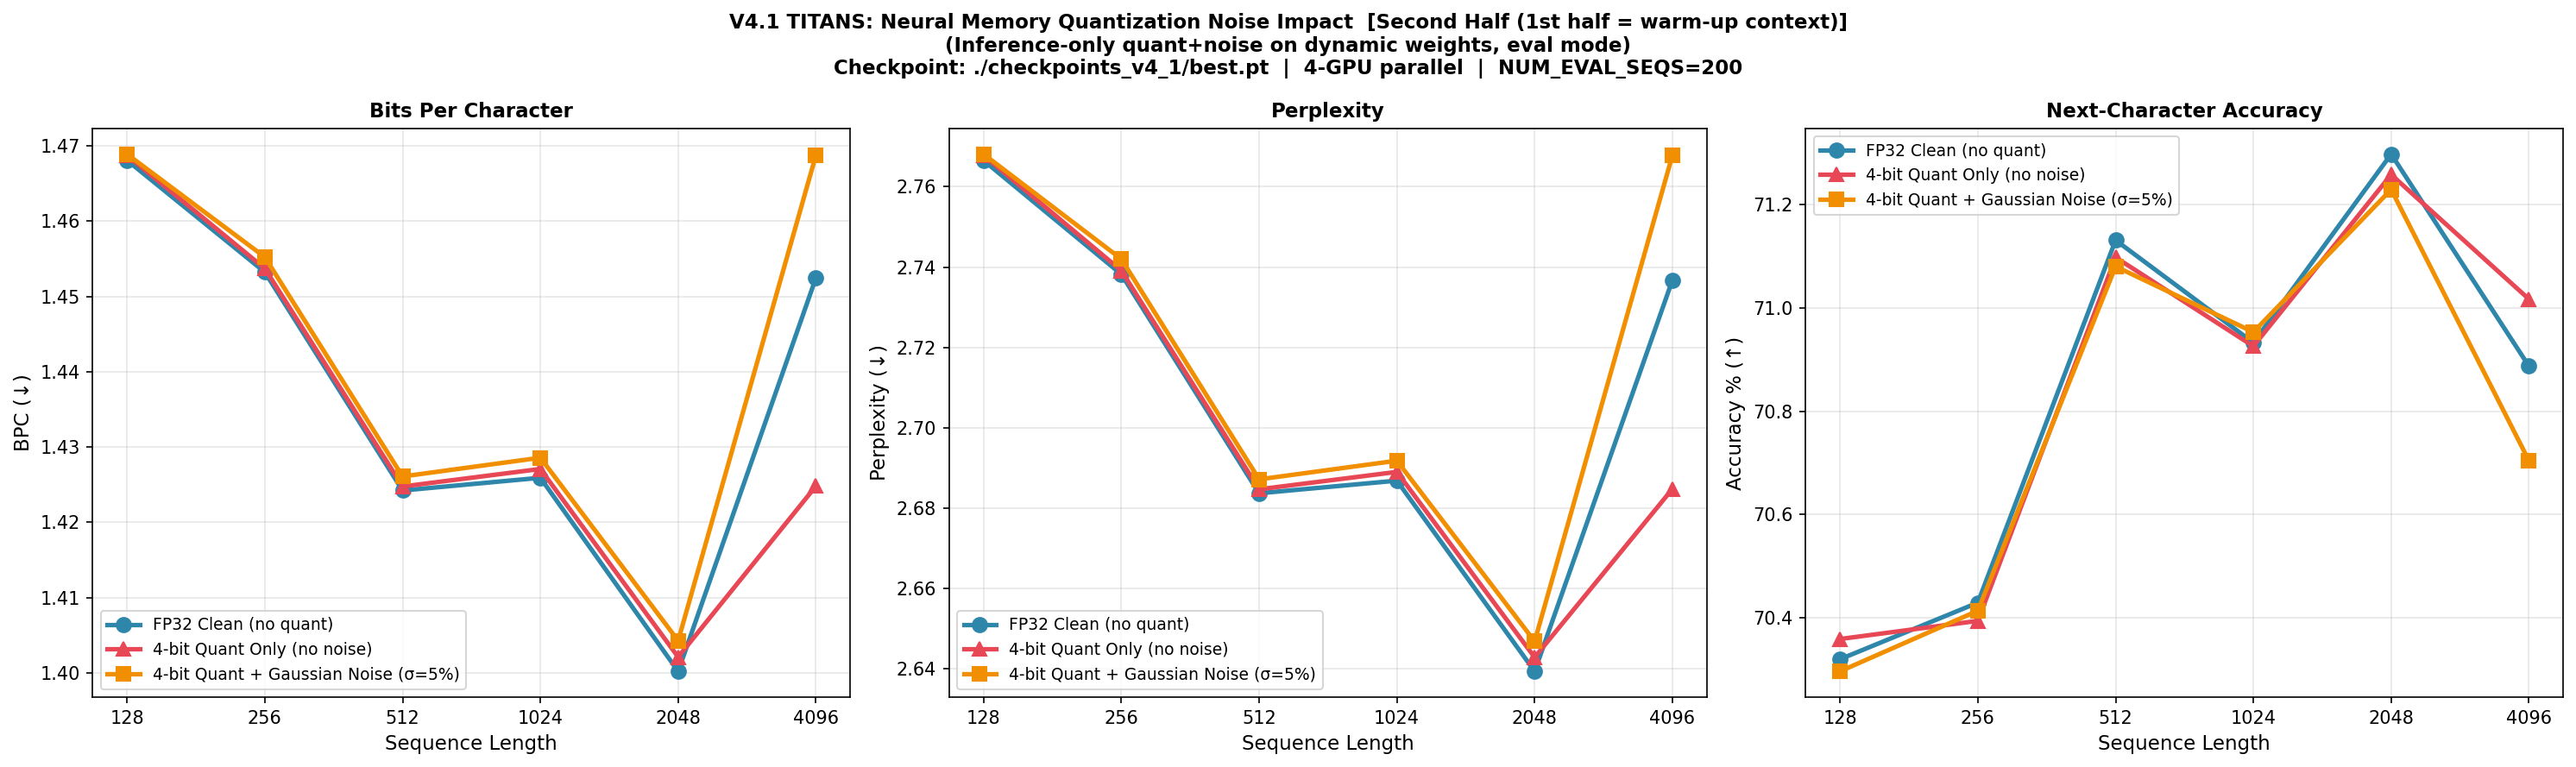 V4.1 TITANS: Neural Memory Quantization Noise Impact  [Second Half (1st half = warm-up context)]
(Inference-only quant+noise on dynamic weights, eval mode)
Checkpoint: ./checkpoints_v4_1/best.pt  |  4-GPU parallel  |  NUM_EVAL_SEQS=200
Bits Per Character
BPC (↓)
1.47
1.46
1.45
1.44
1.43
1.42
1.41
1.40
FP32 Clean (no quant)
4-bit Quant Only (no noise)
4-bit Quant + Gaussian Noise (σ=5%)
128 256 512 1024 2048 4096
Sequence Length
Perplexity
Perplexity (↓)
2.76
2.74
2.72
2.70
2.68
2.66
2.64
FP32 Clean (no quant)
4-bit Quant Only (no noise)
4-bit Quant + Gaussian Noise (σ=5%)
128 256 512 1024 2048 4096
Sequence Length
Next-Character Accuracy
Accuracy % (↑)
FP32 Clean (no quant)
4-bit Quant Only (no noise)
4-bit Quant + Gaussian Noise (σ=5%)
71.2
71.0
70.8
70.6
70.4
128 256 512 1024 2048 4096
Sequence Length